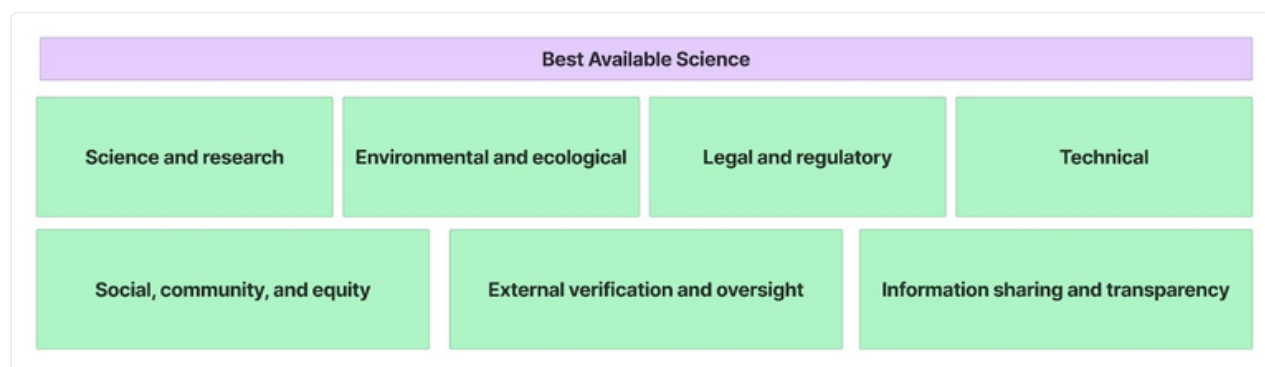 Best Available Science
Science and research
Environmental and ecological
Legal and regulatory
Technical
Social, community, and equity
External verification and oversight
Information sharing and transparency